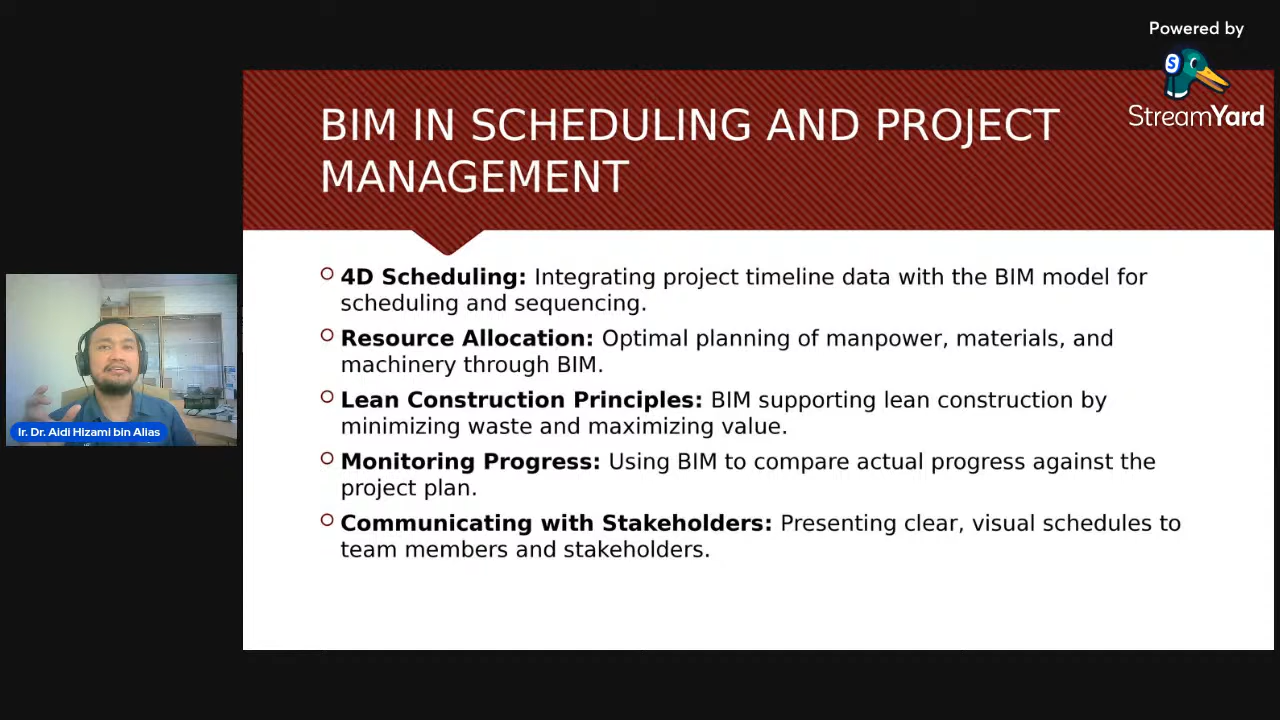 Powered by
S
StreamYard
BIM IN SCHEDULING AND PROJECT
MANAGEMENT
4D Scheduling: Integrating project timeline data with the BIM model for
scheduling and sequencing.
Resource Allocation: Optimal planning of manpower, materials, and
machinery through BIM.
Lean Construction Principles: BIM supporting lean construction by
minimizing waste and maximizing value.
Monitoring Progress: Using BIM to compare actual progress against the
project plan.
Communicating with Stakeholders: Presenting clear, visual schedules to
team members and stakeholders.
Ir. Dr. Aidi Hizami bin Alias